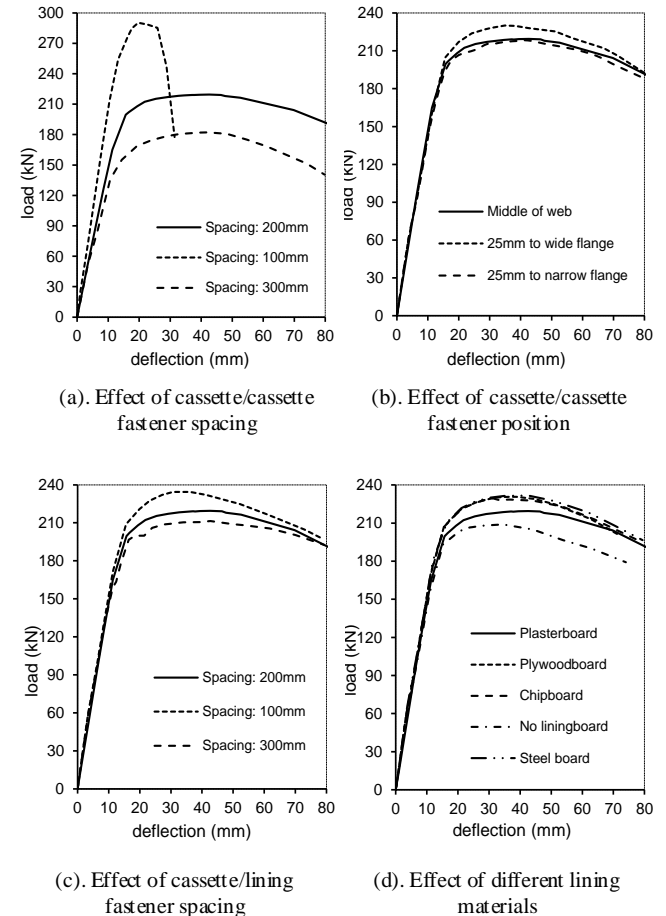 300
270
240
210
180
150
120
90
60
30
0
load (kN)
Spacing: 200mm
Spacing: 100mm
Spacing: 300mm
0 10 20 30 40 50 60 70 80
deflection (mm)
(a). Effect of cassette/cassette
fastener spacing
240
210
180
150
120
90
60
30
0
load (kN)
Middle of web
25mm to wide flange
25mm to narrow flange
0 10 20 30 40 50 60 70 80
deflection (mm)
(b). Effect of cassette/cassette
fastener position
240
210
180
150
120
90
60
30
0
load (kN)
Spacing: 200mm
Spacing: 100mm
Spacing: 300mm
0 10 20 30 40 50 60 70 80
deflection (mm)
(c). Effect of cassette/lining
fastener spacing
240
210
180
150
120
90
60
30
0
load (kN)
Plasterboard
Plywoodboard
Chipboard
No liningboard
Steel board
0 10 20 30 40 50 60 70 80
deflection (mm)
(d). Effect of different lining
materials